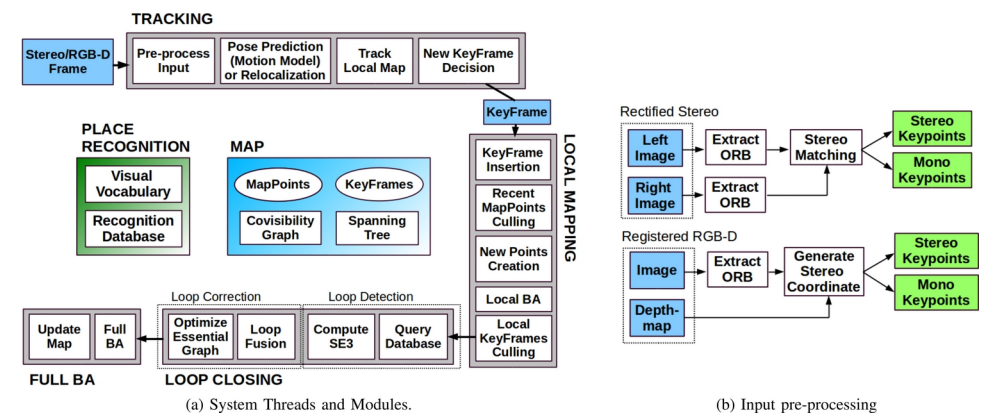 TRACKING
Stereo/RGB-D
Frame
Pre-process
Input
Pose Prediction
(Motion Model)
or Relocalization
Track
Local Map
New KeyFrame
Decision
KeyFrame
PLACE
RECOGNITION
Visual
Vocabulary
Recognition
Database
MAP
MapPoints
KeyFrames
Covisibility
Graph
Spanning
Tree
LOCAL MAPPING
KeyFrame
Insertion
Recent
MapPoints
Culling
New Points
Creation
Local BA
Local
KeyFrames
Culling
Loop Correction
Loop Detection
Optimize
Essential
Graph
Loop
Fusion
Compute
SE3
Query
Database
LOOP CLOSING
Update
Map
Full
BA
FULL BA
(a) System Threads and Modules.
Rectified Stereo
Left
Image
Extract
ORB
Stereo
Matching
Stereo
Keypoints
Mono
Keypoints
Right
Image
Extract
ORB
Registered RGB-D
Image
Extract
ORB
Generate
Stereo
Coordinate
Stereo
Keypoints
Mono
Keypoints
Depth-
map
(b) Input pre-processing